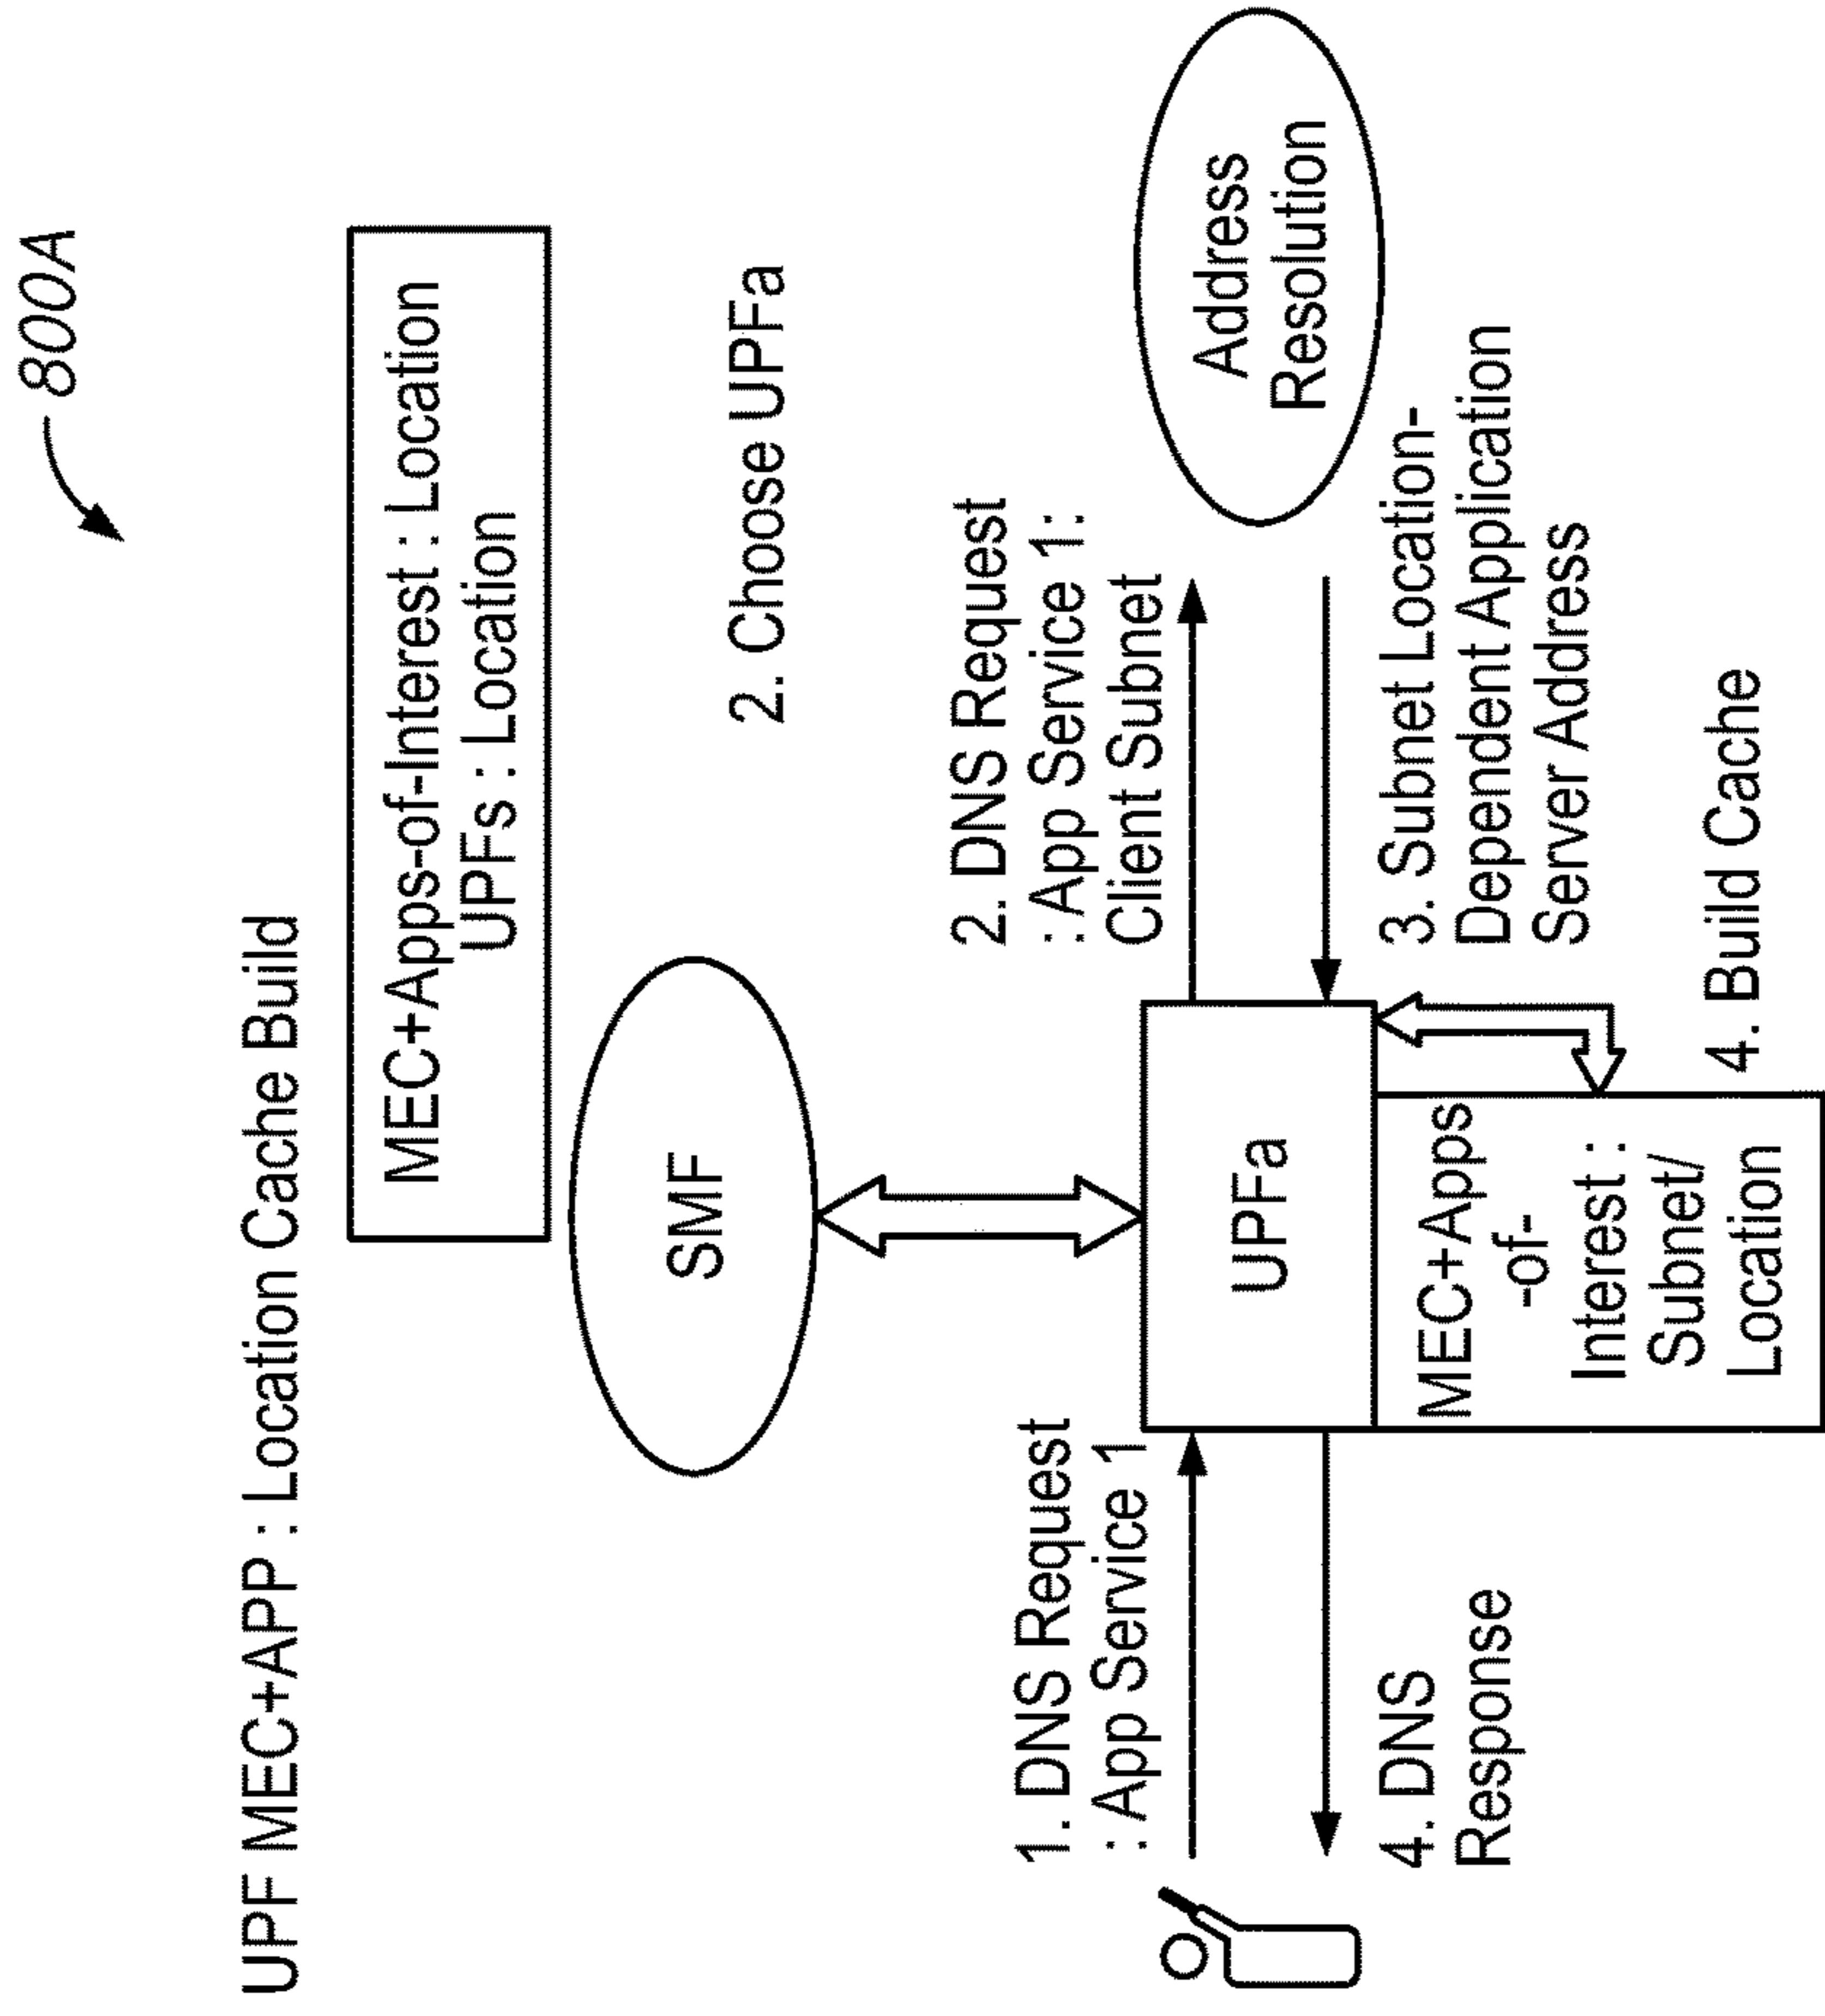 800A
UPF MEC+APP : Location Cache Build
MEC+Apps-of-Interest : Location
UPFs : Location
SMF
2. Choose UPFa
1. DNS Request
: App Service 1
2. DNS Request
: App Service 1:
Client Subnet
UPFa
Address
Resolution
4. DNS
Response
MEC+Apps
-of-
Interest :
Subnet/
Location
3. Subnet Location-
Dependent Application
Server Address
4. Build Cache